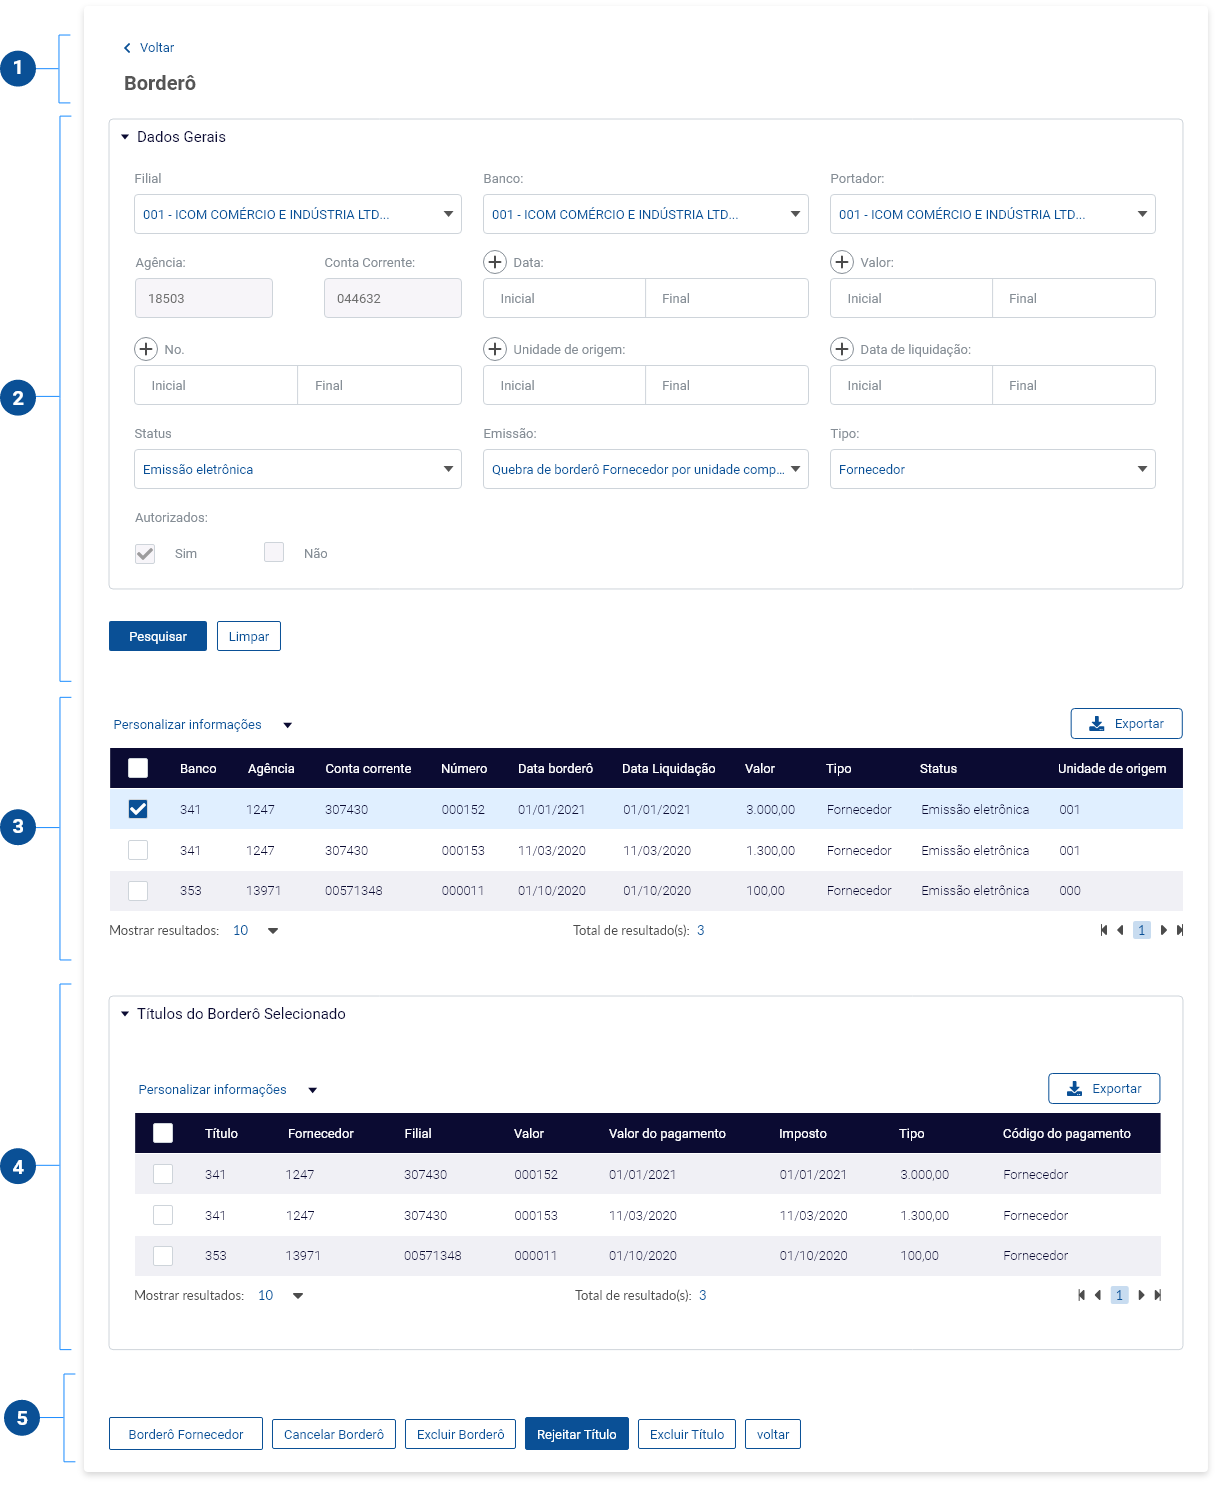 1
Voltar
Borderô
2
Dados Gerais
Filial Banco: Portador:
001 - ICOM COMÉRCIO E INDÚSTRIA LTD... 001 - ICOM COMÉRCIO E INDÚSTRIA LTD... 001 - ICOM COMÉRCIO E INDÚSTRIA LTD...
Agência: Conta Corrente: Data: Valor:
18503 044632 Inicial Final Inicial Final
No. Unidade de origem: Data de liquidação:
Inicial Final Inicial Final Inicial Final
Status Emissão: Tipo:
Emissão eletrônica Quebra de borderô Fornecedor por unidade comp... Fornecedor
Autorizados:
Sim Não
Pesquisar Limpar
3
Personalizar informações Exportar
Banco Agência Conta corrente Número Data borderô Data Liquidação Valor Tipo Status Unidade de origem
341 1247 307430 000152 01/01/2021 01/01/2021 3.000,00 Fornecedor Emissão eletrônica 001
341 1247 307430 000153 11/03/2020 11/03/2020 1.300,00 Fornecedor Emissão eletrônica 001
353 13971 00571348 000011 01/10/2020 01/10/2020 100,00 Fornecedor Emissão eletrônica 000
Mostrar resultados: 10 Total de resultado(s): 3 1
4
Títulos do Borderô Selecionado
Personalizar informações Exportar
Título Fornecedor Filial Valor Valor do pagamento Imposto Tipo Código do pagamento
341 1247 307430 000152 01/01/2021 01/01/2021 3.000,00 Fornecedor
341 1247 307430 000153 11/03/2020 11/03/2020 1.300,00 Fornecedor
353 13971 00571348 000011 01/10/2020 01/10/2020 100,00 Fornecedor
Mostrar resultados: 10 Total de resultado(s): 3 1
5
Borderô Fornecedor Cancelar Borderô Excluir Borderô Rejeitar Título Excluir Título voltar